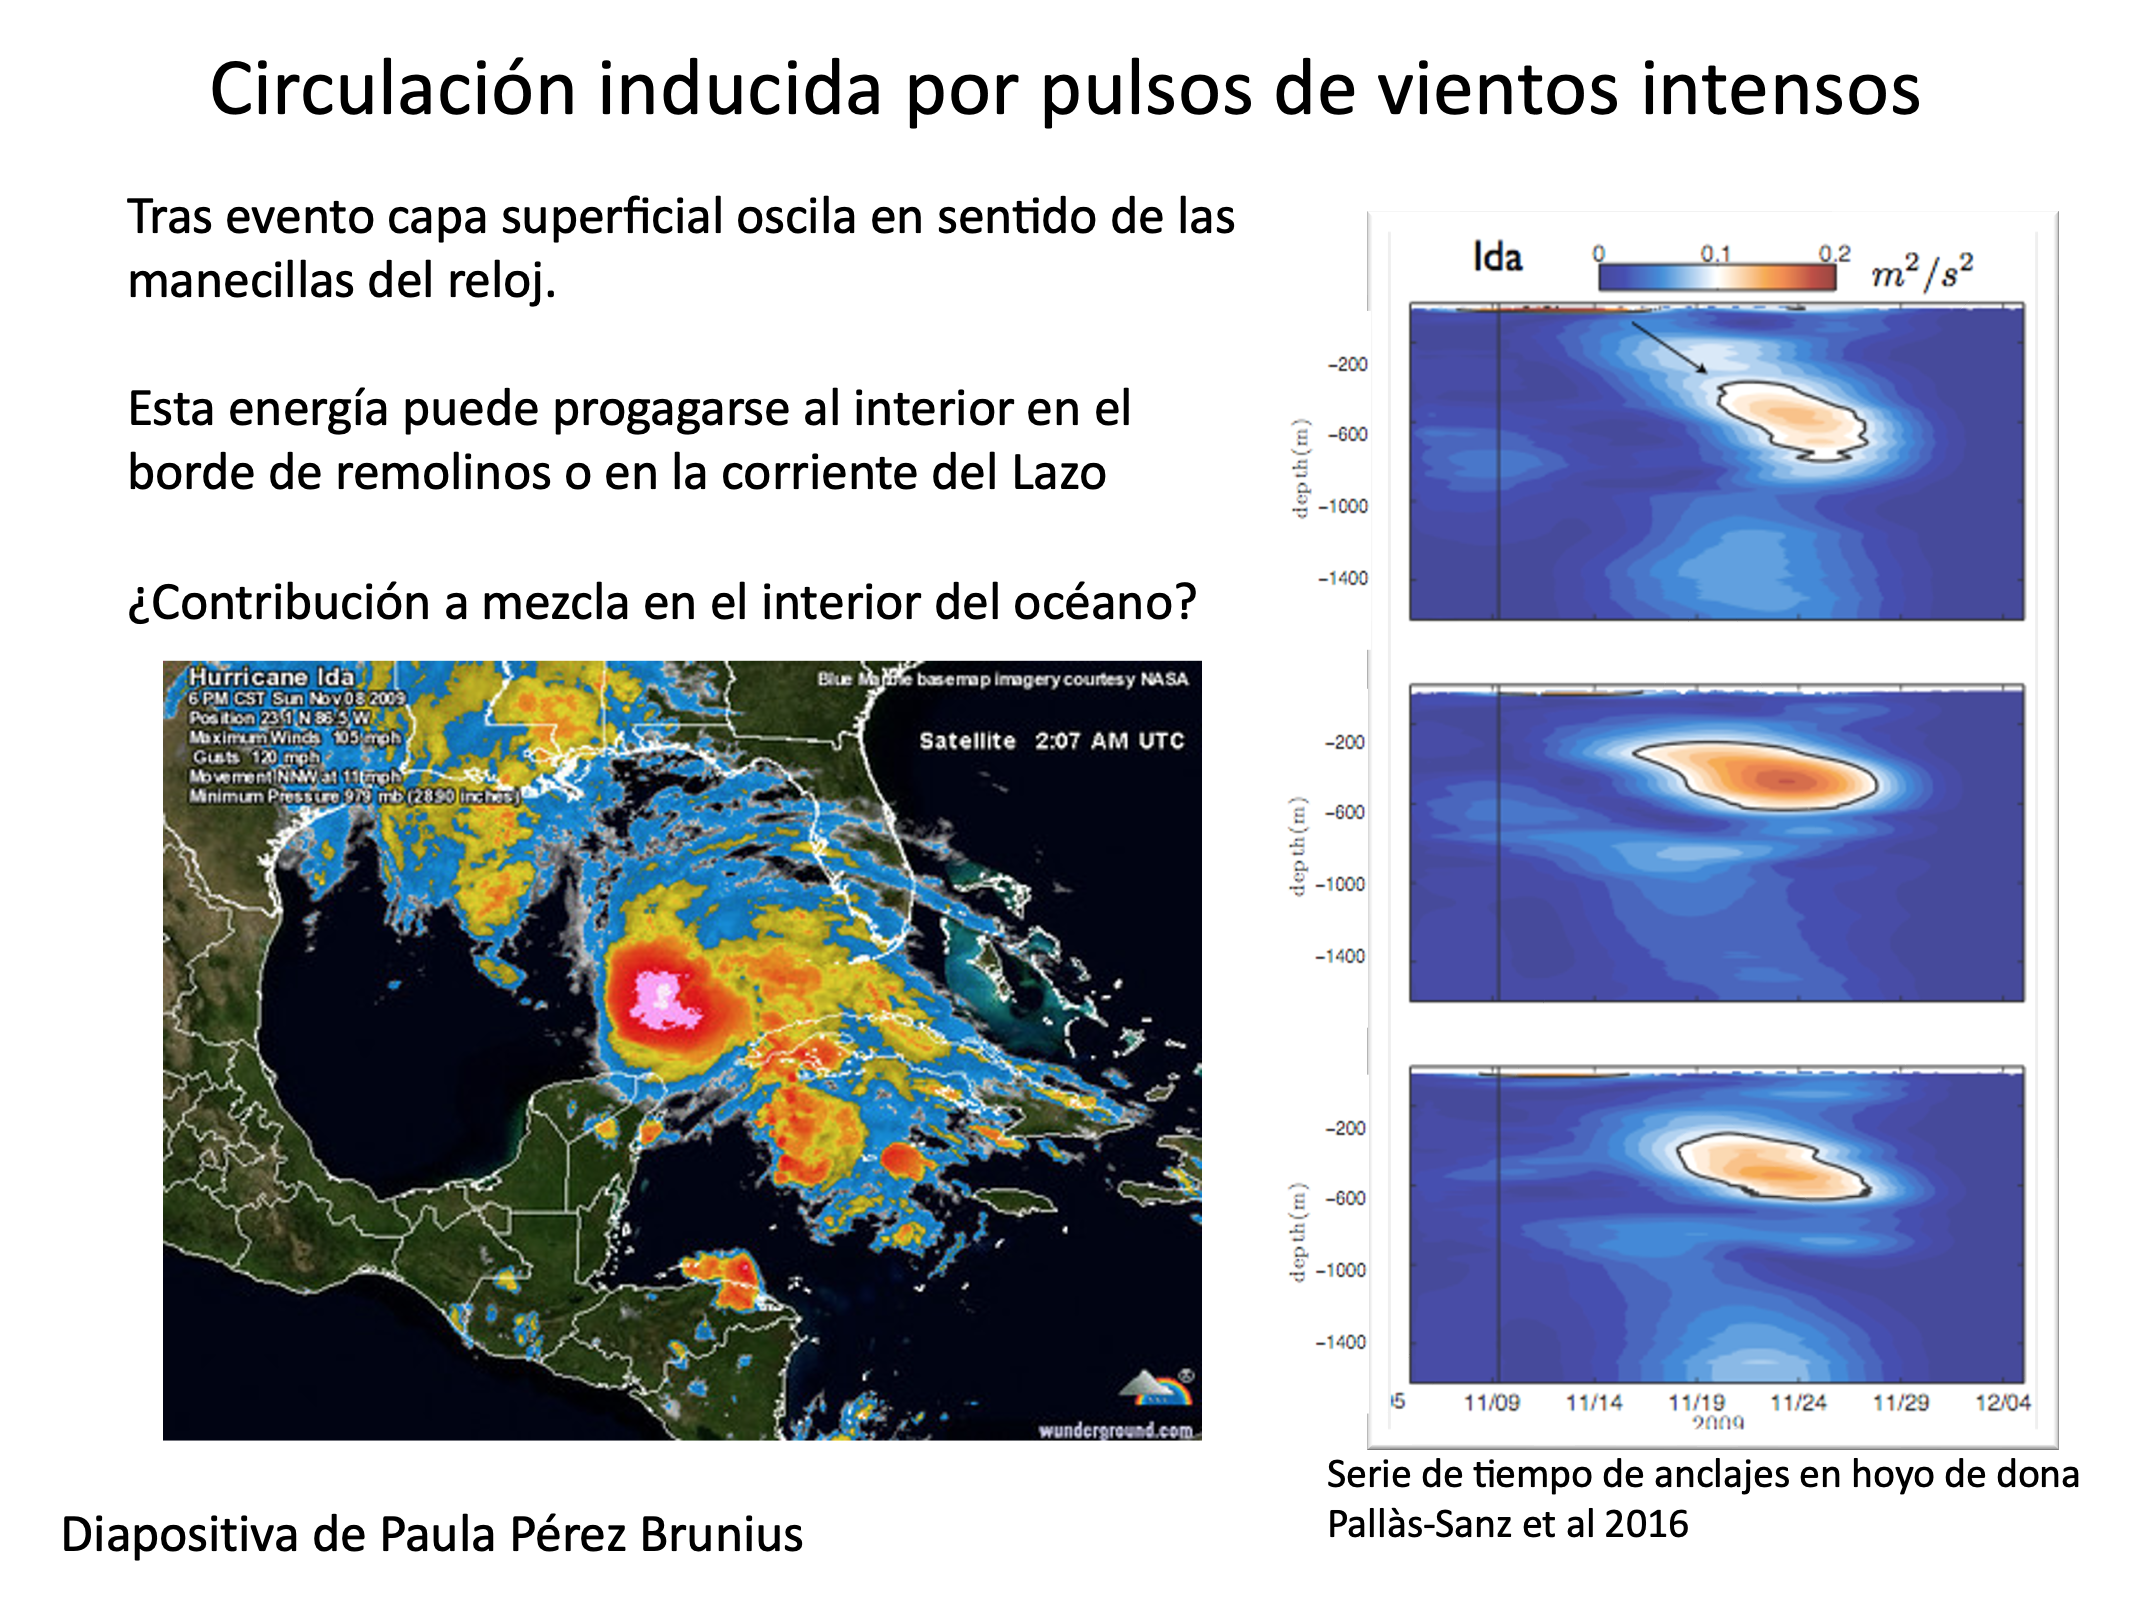 Circulación inducida por pulsos de vientos intensos
Tras evento capa superficial oscila en sentido de las
manecillas del reloj.
Esta energía puede progagarse al interior en el
borde de remolinos o en la corriente del Lazo
¿Contribución a mezcla en el interior del océano?
Hurricane Ida
6 PM CST Sun Nov 08 2009
Position 23.1 N 86.5 W
Maximum Winds 105 mph
Gusts 120 mph
Movement NNW at 11 mph
Minimum Pressure 979 mb (28.90 inches)
Blue Marble basemap imagery courtesy NASA
Satellite 2:07 AM UTC
®
wunderground.com
Diapositiva de Paula Pérez Brunius
Ida
0 0.1 0.2
m²/s²
-200
-600
-1000
-1400
depth(m)
-200
-600
-1000
-1400
depth(m)
-200
-600
-1000
-1400
depth(m)
5 11/09 11/14 11/19 11/24 11/29 12/04
2009
Serie de tiempo de anclajes en hoyo de dona
Pallàs-Sanz et al 2016